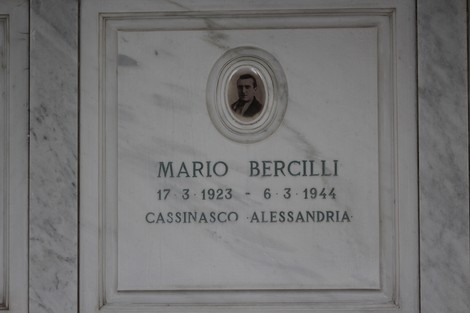 MARIO BERCILLI
17·3·1923 - 6·3·1944
CASSINASCO·ALESSANDRIA·